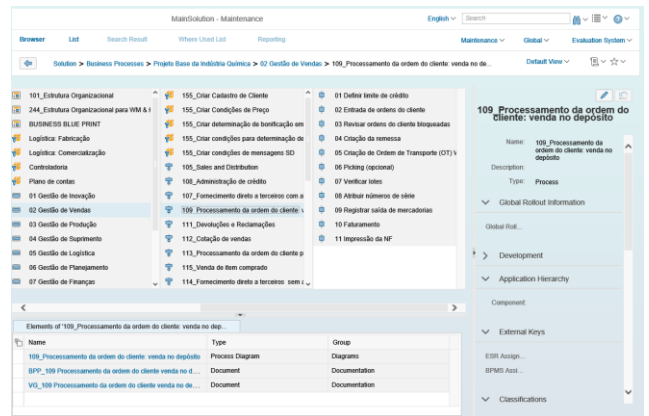 MainSolution - Maintenance
English
Search
Browser List Search Result Where Used List Reporting
Maintenance Global Evaluation System
Solution > Business Processes > Projeto Base da Indústria Química > 02 Gestão de Vendas > 109_Processamento da ordem do cliente: venda no de...
Default View
101_Estrutura Organizacional
244_Estrutura Organizacional para WM & I
BUSINESS BLUE PRINT
Logística: Fabricação
Logística: Comercialização
Controladoria
Plano de contas
01 Gestão de Inovação
02 Gestão de Vendas
03 Gestão de Produção
04 Gestão de Suprimento
05 Gestão de Logística
06 Gestão de Planejamento
07 Gestão de Finanças
155_Criar Cadastro de Cliente
155_Criar Condições de Preço
155_Criar determinação de bonificação em
155_Criar condições para determinação de
155_Criar condições de mensagens SD
105_Sales and Distribution
108_Administração de crédito
107_Fornecimento direto a terceiros com a
109_Processamento da ordem do cliente: v
111_Devoluções e Reclamações
112_Cotação de vendas
113_Processamento da ordem do cliente p
115_Venda de item comprado
114_Fornecimento direto a terceiros sem a
01 Definir limite de crédito
02 Entrada de ordens do cliente
03 Revisar ordens do cliente bloqueadas
04 Criação da remessa
05 Criação de Ordem de Transporte (OT) V
06 Picking (opcional)
07 Verificar lotes
08 Atribuir números de série
09 Registrar saída de mercadorias
10 Faturamento
11 Impressão da NF
109_Processamento da ordem do
cliente: venda no depósito
Name: 109_Processamento da
ordem do cliente: venda no
depósito
Description:
Type: Process
Global Rollout Information
Global Roll...
Development
Application Hierarchy
Component
External Keys
ESR Assign...
BPMS Assi...
Classifications
Elements of '109_Processamento da ordem do cliente: venda no dep...
Name Type Group
109_Processamento da ordem do cliente: venda no depósito Process Diagram Diagrams
BPP_109 Processamento da ordem do cliente: venda no d... Document Documentation
VG_109 Processamento da ordem do cliente venda no de... Document Documentation